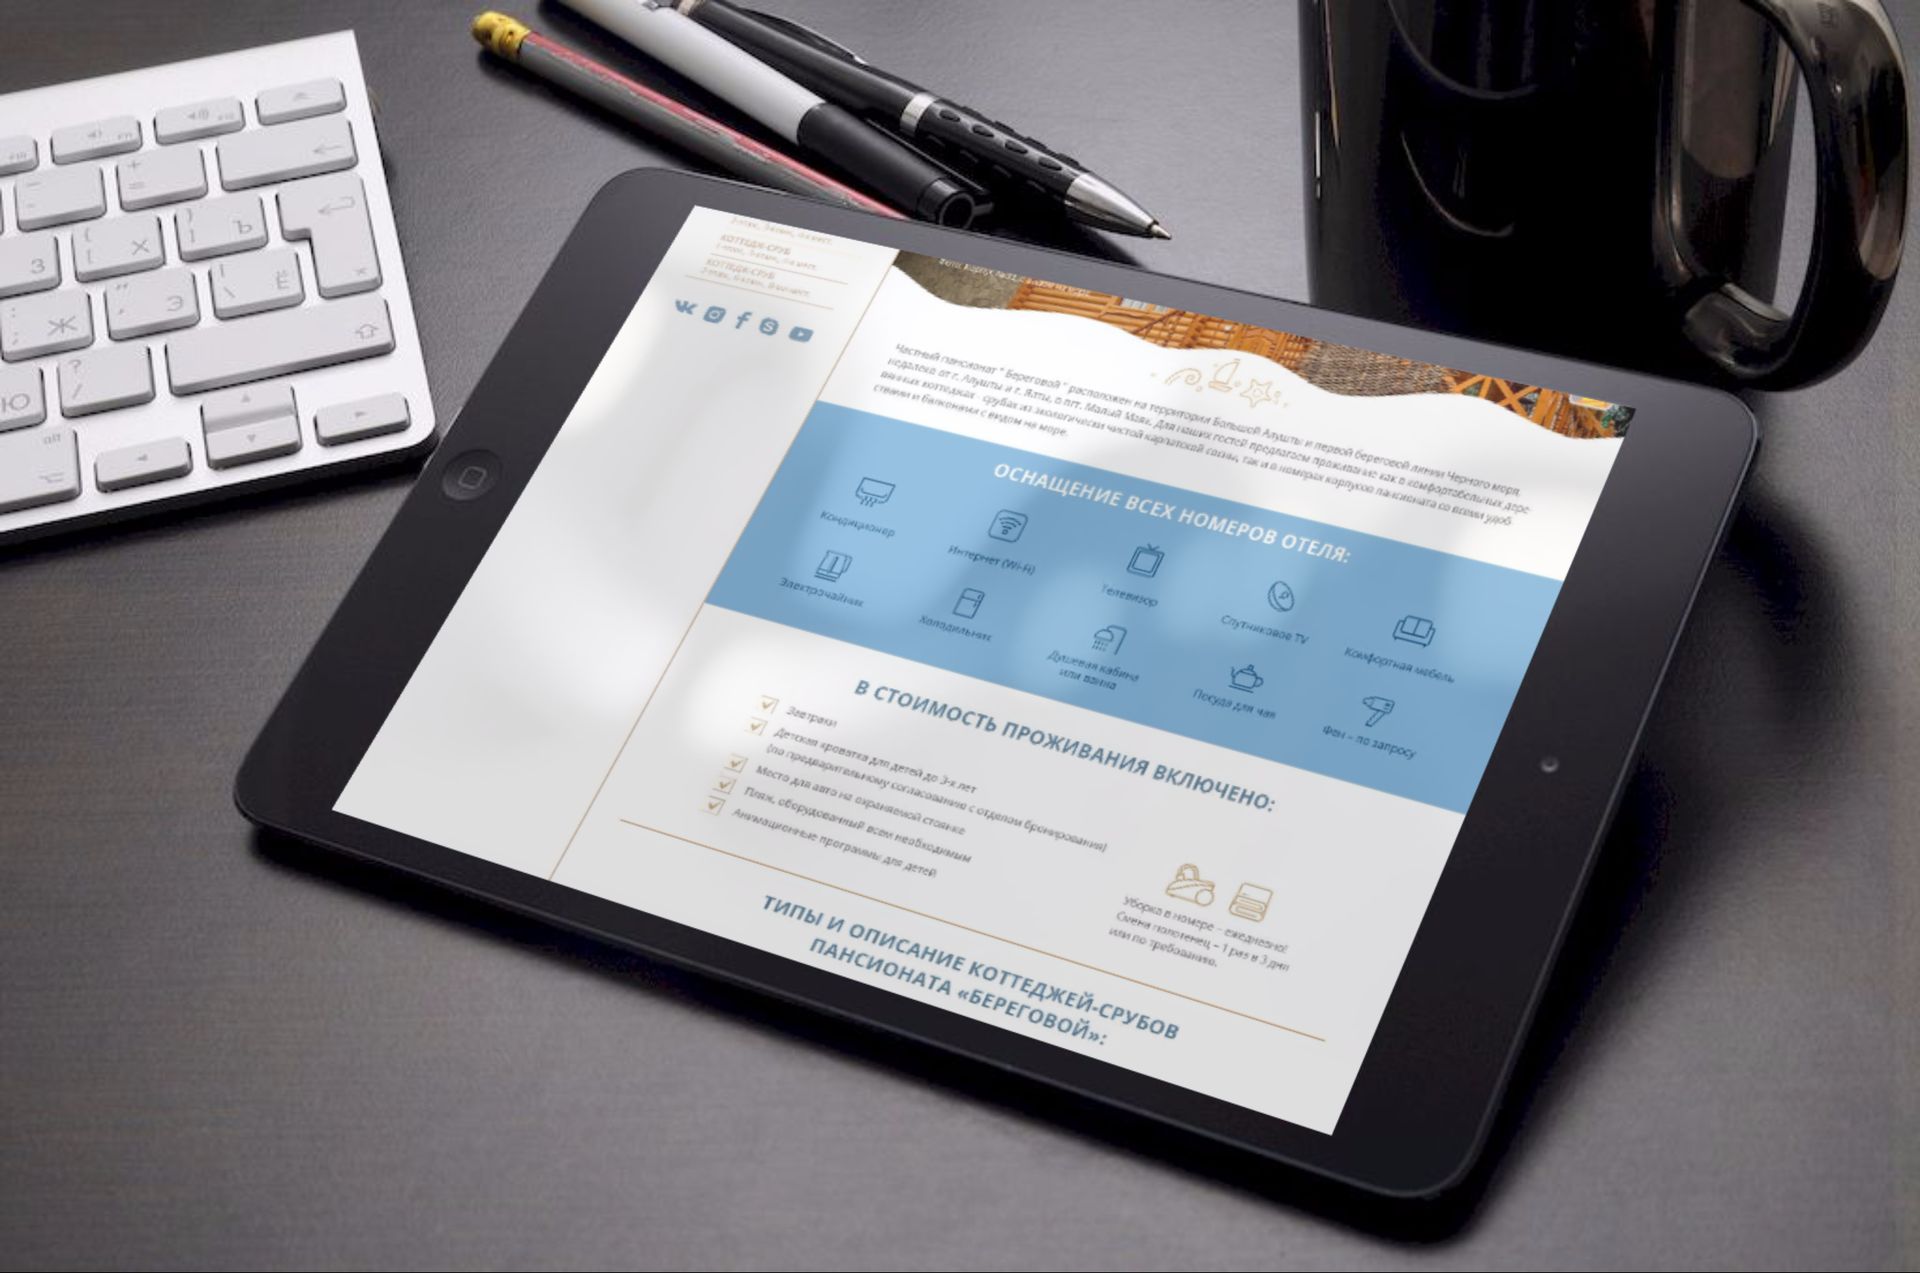 КОТТЕДЖ-СРУБ
КОТТЕДЖ-СРУБ
Частный пансионат " Береговой " расположен на территории Большой Алушты и первой береговой линии Черного моря,
недалеко от г. Алушты и г. Ялты, в пгт. Малый Маяк. Для наших гостей предлагаем проживание как в комфортабельных дере-
вянных коттеджах - срубах из экологически чистой карпатской сосны, так и в номерах корпусов пансионата со всеми удоб-
ствами и балконами с видом на море.
ОСНАЩЕНИЕ ВСЕХ НОМЕРОВ ОТЕЛЯ:
Кондиционер
Интернет (Wi-Fi)
Телевизор
Спутниковое TV
Комфортная мебель
Электрочайник
Холодильник
Душевая кабина
или ванна
Посуда для чая
Фен – по запросу
В СТОИМОСТЬ ПРОЖИВАНИЯ ВКЛЮЧЕНО:
Завтраки
Детская кроватка для детей до 3-х лет
(по предварительному согласованию с отделом бронирования)
Место для авто на охраняемой стоянке
Пляж, оборудованный всем необходимым
Анимационные программы для детей
Уборка в номере – ежедневно!
Смена полотенец – 1 раз в 3 дня
или по требованию.
ТИПЫ И ОПИСАНИЕ КОТТЕДЖЕЙ-СРУБОВ
ПАНСИОНАТА «БЕРЕГОВОЙ»:
З
Х
Ъ
Ж
Э
Ё
Ю
alt